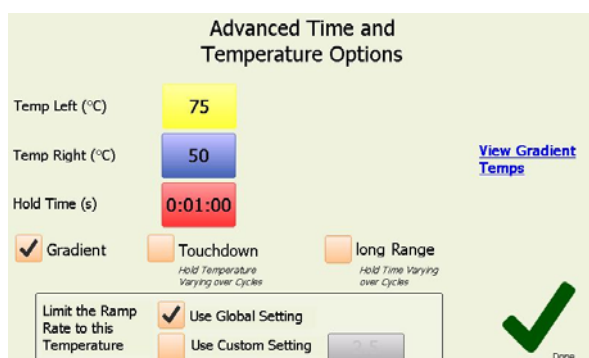 Advanced Time and
Temperature Options
Temp Left (°C)
75
Temp Right (°C)
50
View Gradient
Temps
Hold Time (s)
0:01:00
Gradient
Touchdown
Hold Temperature
Varying over Cycles
long Range
Hold Time Varying
over Cycles
Limit the Ramp
Rate to this
Temperature
Use Global Setting
Use Custom Setting
2.5
Done